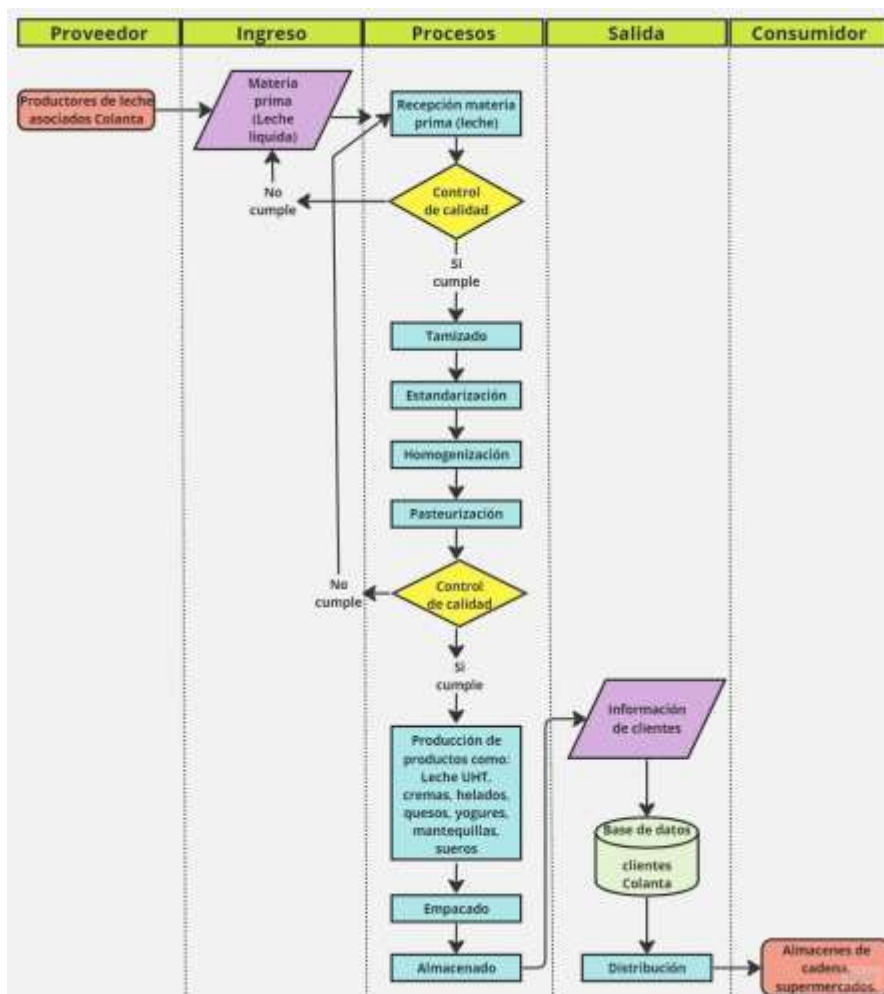 Proveedor
Ingreso
Procesos
Salida
Consumidor
Productores de leche
asociados Colanta
Materia
prima
(Leche
liquida)
Recepción materia
prima (leche)
No
cumple
Control
de calidad
Si
cumple
Tamizado
Estandarización
Homogenización
Pasteurización
No
cumple
Control
de calidad
Si
cumple
Producción de
productos como:
Leche UHT,
cremas, helados,
quesos, yogures,
mantequillas,
sueros
Empacado
Almacenado
Información
de clientes
Base de datos
clientes
Colanta
Distribución
Almacenes de
cadena,
supermercados.